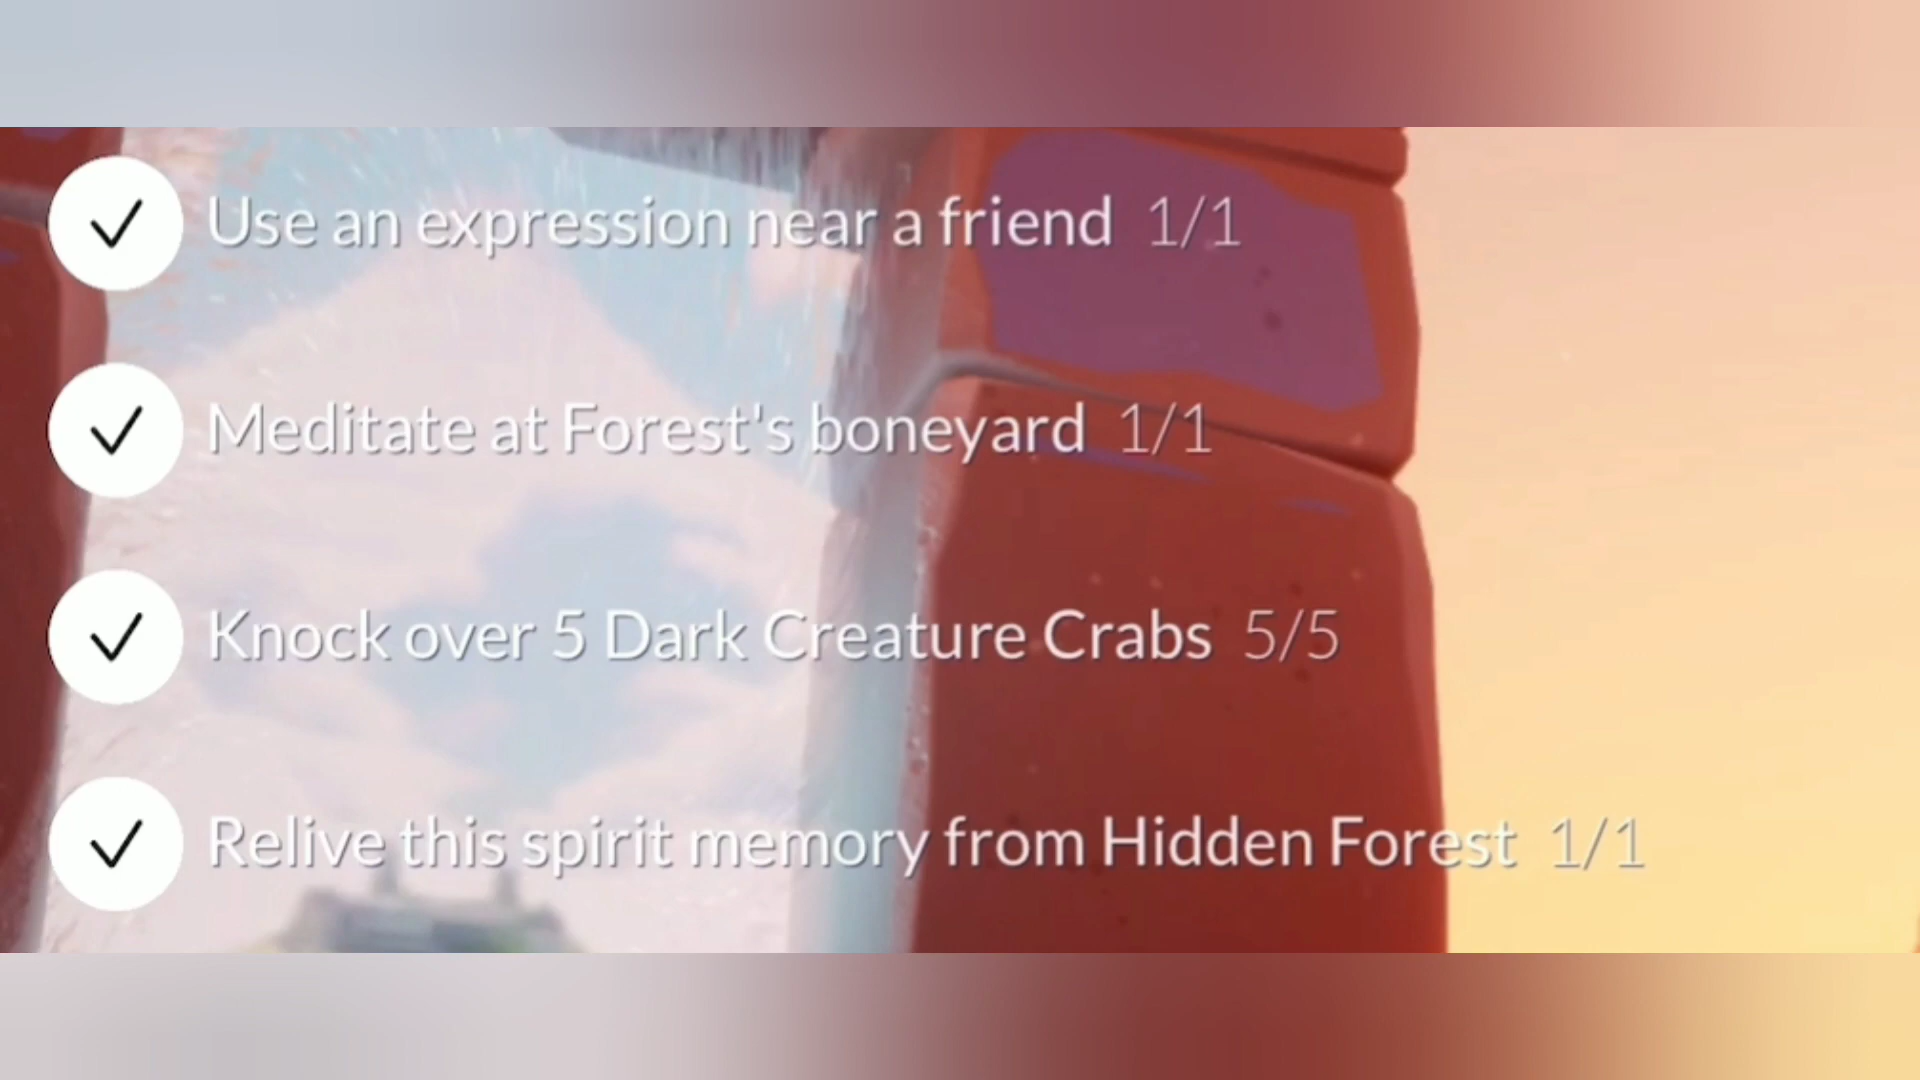 Use an expression near a friend 1/1
Meditate at Forest's boneyard 1/1
Knock over 5 Dark Creature Crabs 5/5
Relive this spirit memory from Hidden Forest 1/1